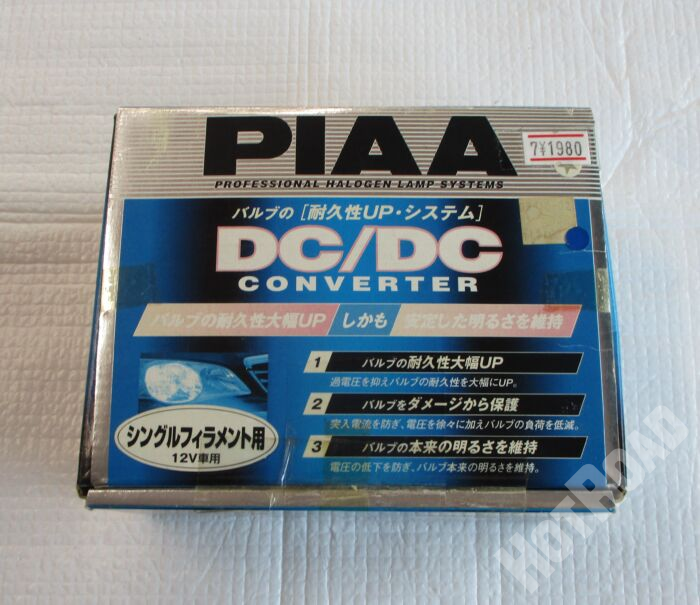 PIAA
7¥1980
PROFESSIONAL HALOGEN LAMP SYSTEMS
バルブの[耐久性UP・システム]
DC/DC
CONVERTER
バルブの耐久性大幅UP しかも 安定した明るさを維持
1 バルブの耐久性大幅UP
過電圧を抑えバルブの耐久性を大幅にUP。
2 バルブをダメージから保護
突入電流を防ぎ、電圧を徐々に加えバルブの負荷を低減。
3 バルブの本来の明るさを維持
電圧の低下を防ぎ、バルブ本来の明るさを維持。
シングルフィラメント用
12V車用
HOTROAD